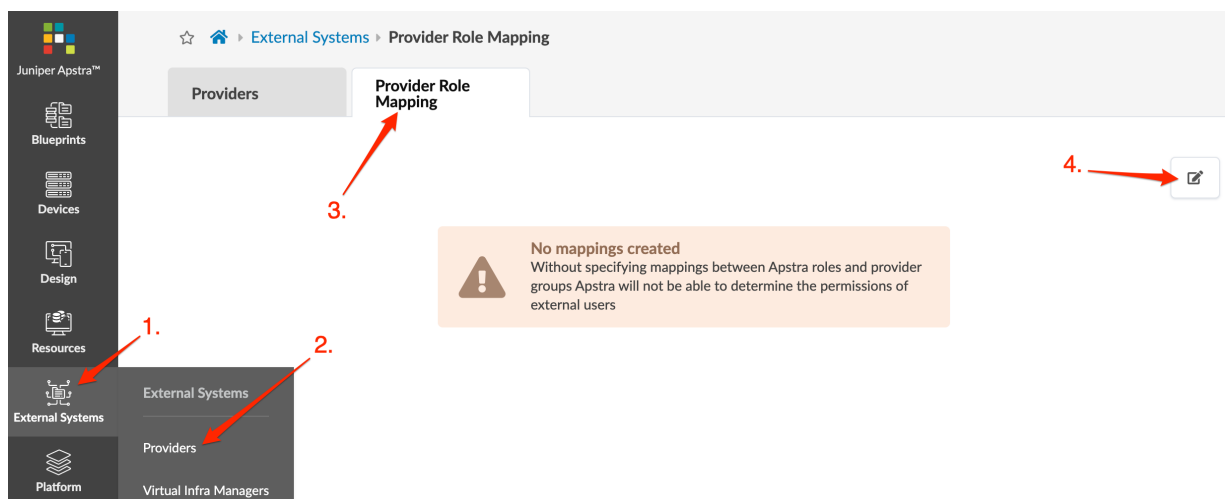 Juniper Apstra™
External Systems Provider Role Mapping
Providers
Provider Role
Mapping
Blueprints
4.
Devices
3.
No mappings created
Without specifying mappings between Apstra roles and provider
groups Apstra will not be able to determine the permissions of
external users
Design
Resources
1.
2.
External Systems
External Systems
Providers
Platform
Virtual Infra Managers